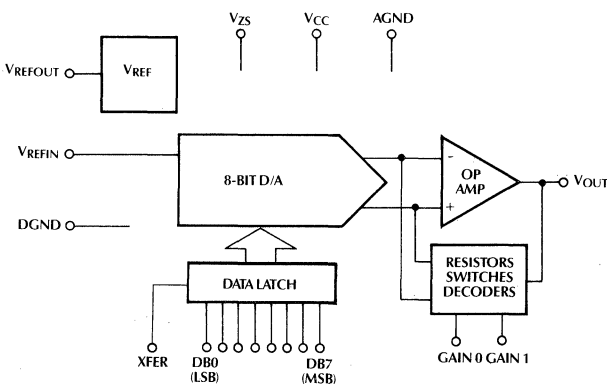 VZS VCC AGND
VREFOUT VREF
VREFIN
8-BIT D/A
-
OP
AMP
+
VOUT
DGND
DATA LATCH
RESISTORS
SWITCHES
DECODERS
XFER DB0 DB7
(LSB) (MSB)
GAIN 0 GAIN 1